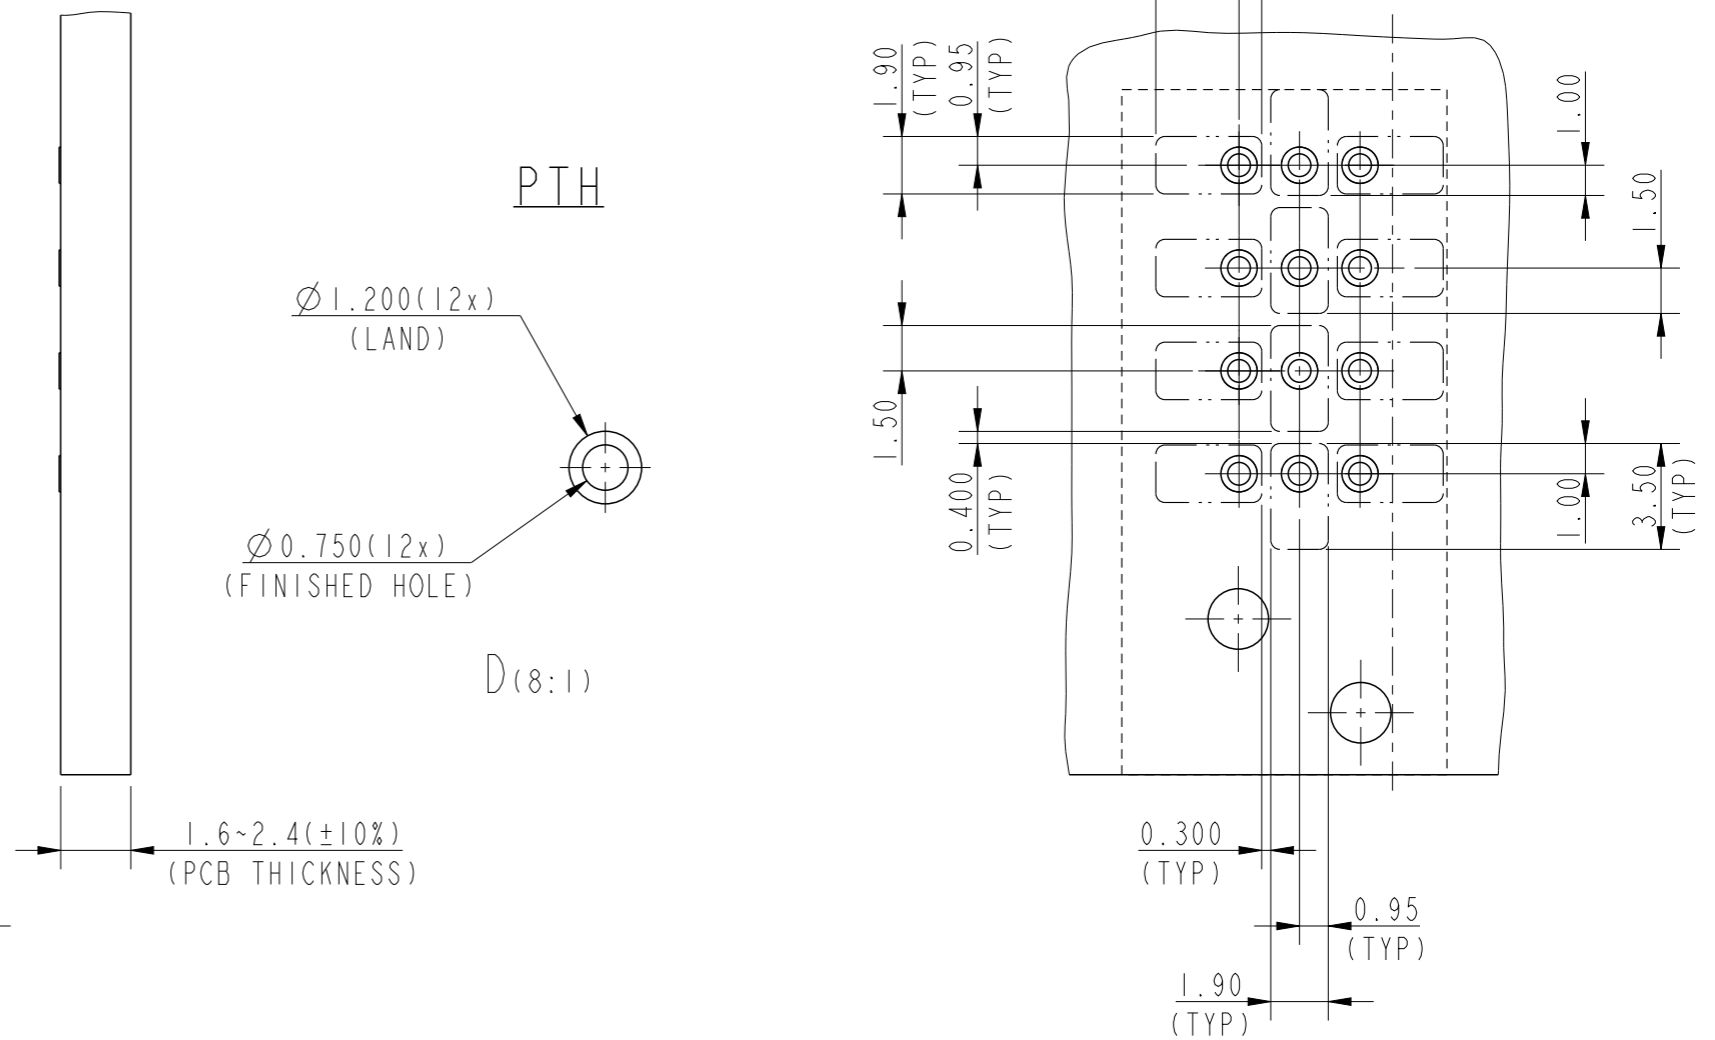 PTH
Ø1.200(12x)
(LAND)
Ø0.750(12x)
(FINISHED HOLE)
D(8:1)
1.6~2.4(±10%)
(PCB THICKNESS)
1.90
(TYP)
0.95
(TYP)
1.00
1.50
1.50
0.400
(TYP)
1.00
3.50
(TYP)
0.300
(TYP)
0.95
(TYP)
1.90
(TYP)